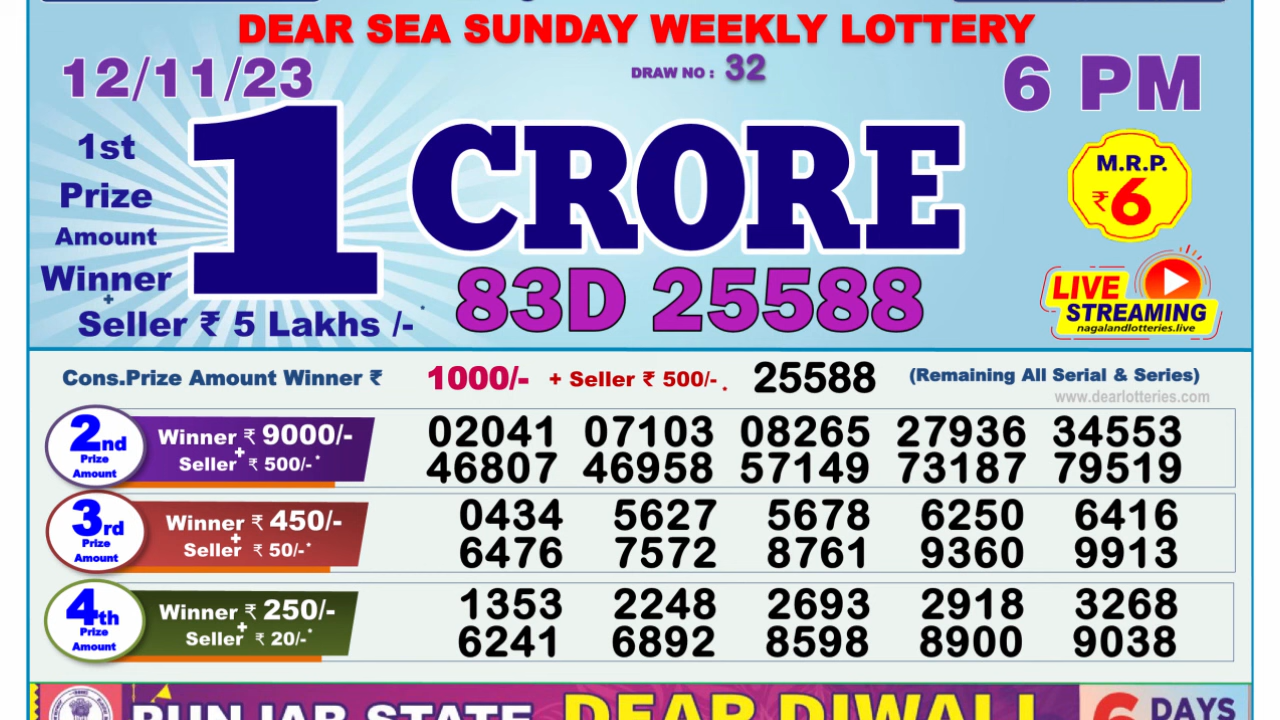 DEAR SEA SUNDAY WEEKLY LOTTERY
12/11/23
DRAW NO : 32
6 PM
1st
Prize
Amount
Winner
+
Seller ₹ 5 Lakhs /- *
1 CRORE
83D 25588
M.R.P.
₹ 6
LIVE
STREAMING
nagalandlotteries.live
Cons.Prize Amount Winner ₹ 1000/- + Seller ₹ 500/- . 25588 (Remaining All Serial & Series)
www.dearlotteries.com
2nd
Prize
Amount
Winner ₹ 9000/-
+
Seller ₹ 500/- *
02041 07103 08265 27936 34553
46807 46958 57149 73187 79519
3rd
Prize
Amount
Winner ₹ 450/-
+
Seller ₹ 50/- *
0434 5627 5678 6250 6416
6476 7572 8761 9360 9913
4th
Prize
Amount
Winner ₹ 250/-
+
Seller ₹ 20/- *
1353 2248 2693 2918 3268
6241 6892 8598 8900 9038
PUNJAB STATE DEAR DIWALI 6 DAYS